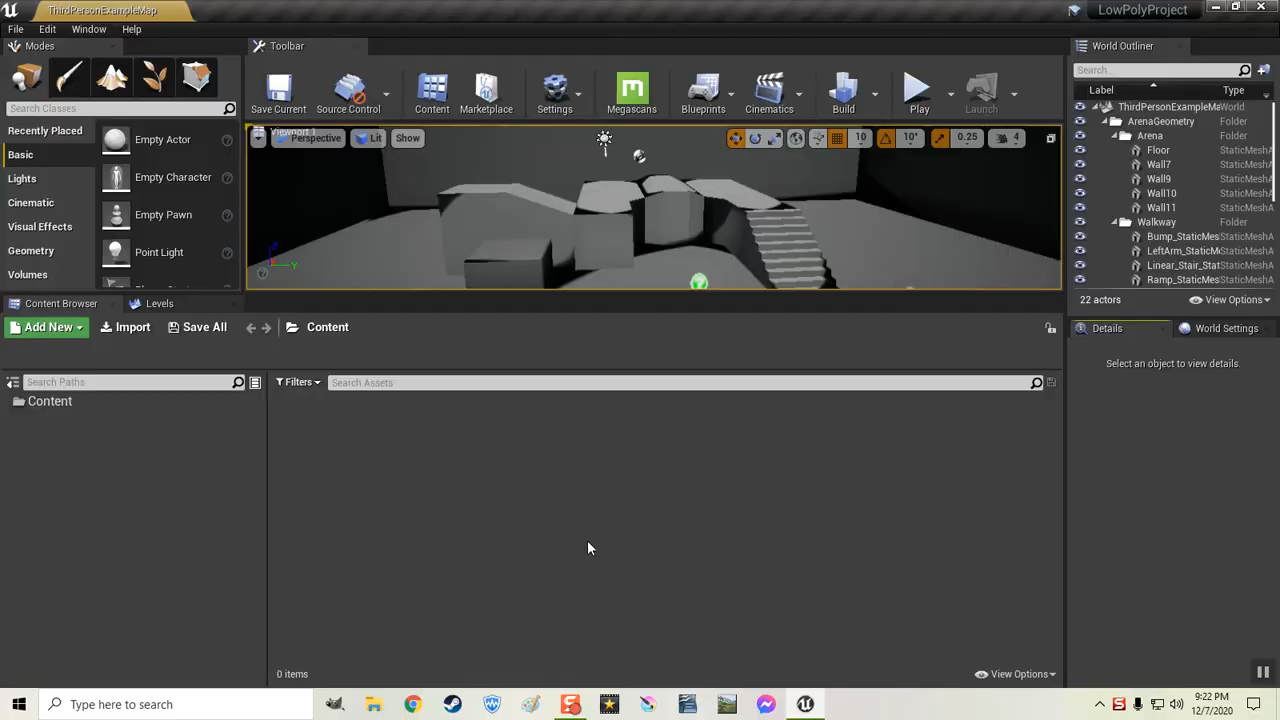 ThirdPersonExampleMap
LowPolyProject
File Edit Window Help
Modes
Toolbar
World Outliner
Search Classes
Save Current
Source Control
Content
Marketplace
Settings
Megascans
Blueprints
Cinematics
Build
Play
Launch
Search...
Label Type
Recently Placed
Basic
Lights
Cinematic
Visual Effects
Geometry
Volumes
Empty Actor
Empty Character
Empty Pawn
Point Light
Viewport 1
Perspective Lit Show
10 10° 0.25 4
Y
ThirdPersonExampleMa World
ArenaGeometry Folder
Arena Folder
Floor StaticMeshA
Wall7 StaticMeshA
Wall9 StaticMeshA
Wall10 StaticMeshA
Wall11 StaticMeshA
Walkway Folder
Bump_StaticMes StaticMeshA
LeftArm_StaticM StaticMeshA
Linear_Stair_Stat StaticMeshA
Ramp_StaticMes StaticMeshA
22 actors View Options
Content Browser Levels
Details World Settings
Add New Import Save All Content
Select an object to view details.
Search Paths
Filters Search Assets
Content
0 items View Options
Type here to search
9:22 PM
12/7/2020